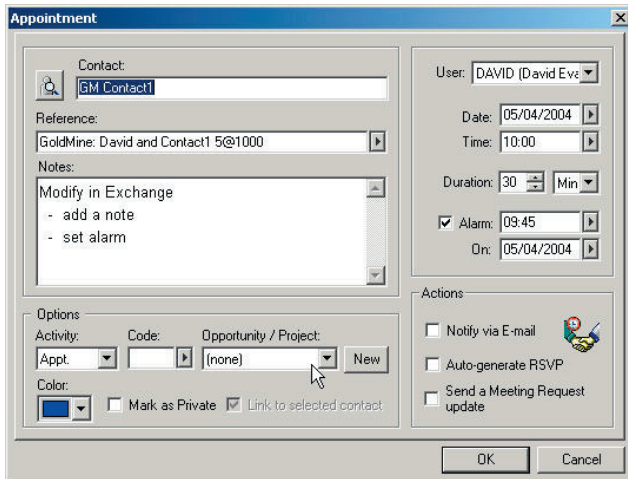 Appointment
Contact:
GM Contact1
Reference:
GoldMine: David and Contact1 5@1000
Notes:
Modify in Exchange
- add a note
- set alarm
User: DAVID (David Eva
Date: 05/04/2004
Time: 10:00
Duration: 30 Min
Alarm: 09:45
On: 05/04/2004
Options
Activity: Code: Opportunity / Project:
Appt. (none) New
Color:
Mark as Private Link to selected contact
Actions
Notify via E-mail
Auto-generate RSVP
Send a Meeting Request
update
OK Cancel